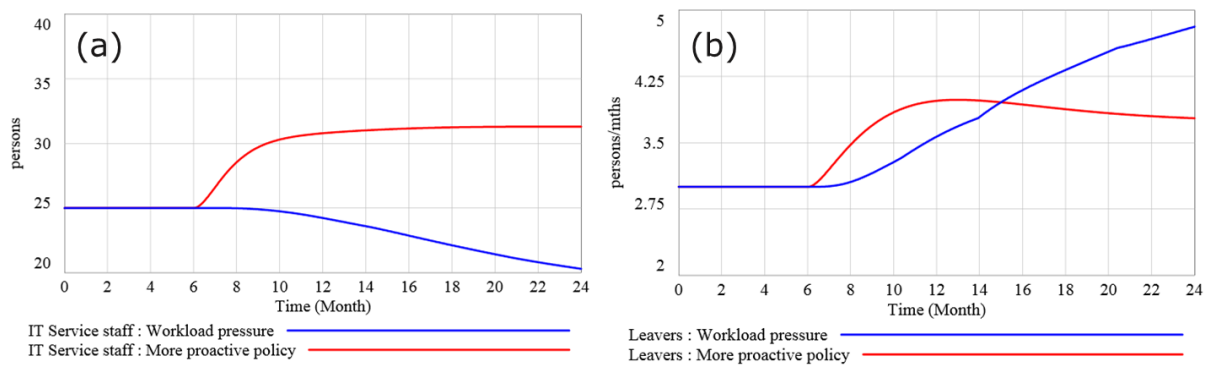 (a)
40
35
30
25
20
persons
0 2 4 6 8 10 12 14 16 18 20 22 24
Time (Month)
IT Service staff : Workload pressure
IT Service staff : More proactive policy
(b)
5
4.25
3.5
2.75
2
persons/mths
0 2 4 6 8 10 12 14 16 18 20 22 24
Time (Month)
Leavers : Workload pressure
Leavers : More proactive policy